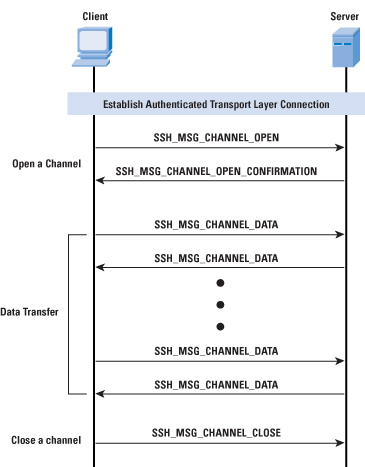 Client
Server
Establish Authenticated Transport Layer Connection
SSH_MSG_CHANNEL_OPEN
Open a Channel
SSH_MSG_CHANNEL_OPEN_CONFIRMATION
SSH_MSG_CHANNEL_DATA
SSH_MSG_CHANNEL_DATA
Data Transfer
SSH_MSG_CHANNEL_DATA
SSH_MSG_CHANNEL_DATA
SSH_MSG_CHANNEL_CLOSE
Close a channel